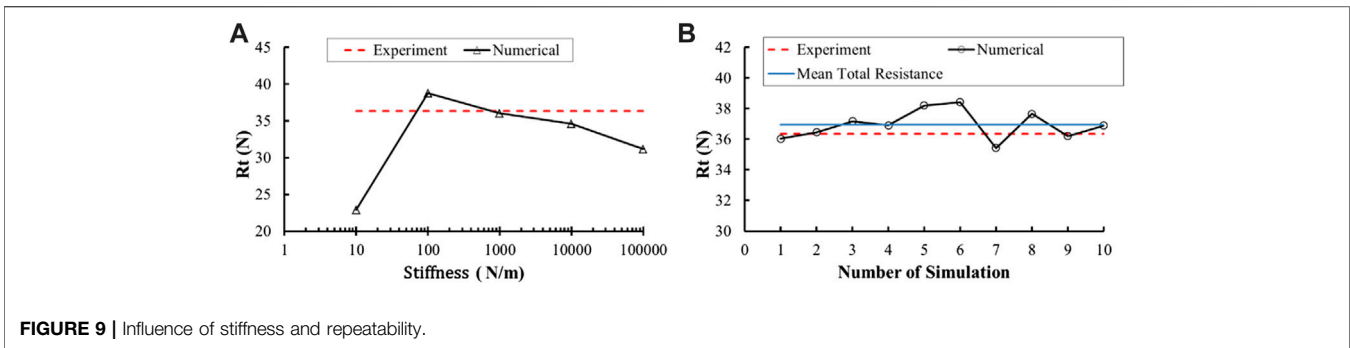 A
Experiment
Numerical
45
40
35
30
25
20
Rt (N)
1
10
100
1000
10000
100000
Stiffness ( N/m)
B
Experiment
Numerical
Mean Total Resistance
42
40
38
36
34
32
30
Rt (N)
0
1
2
3
4
5
6
7
8
9
10
Number of Simulation
FIGURE 9 | Influence of stiffness and repeatability.